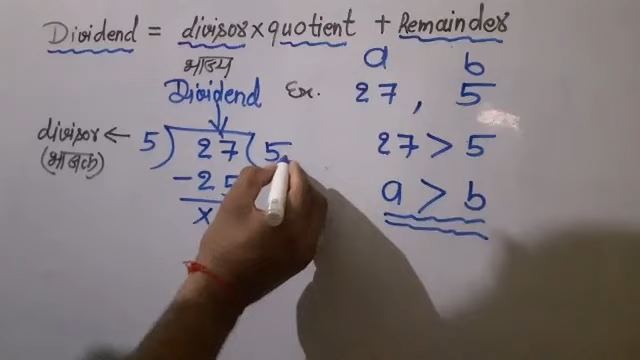 Dividend = divisor × quotient + Remainder
भाज्य a b
Dividend Ex. 27 , 5
divisor ← 5 ) 27 ( 5 27 > 5
(भाजक) - 25 a > b
x